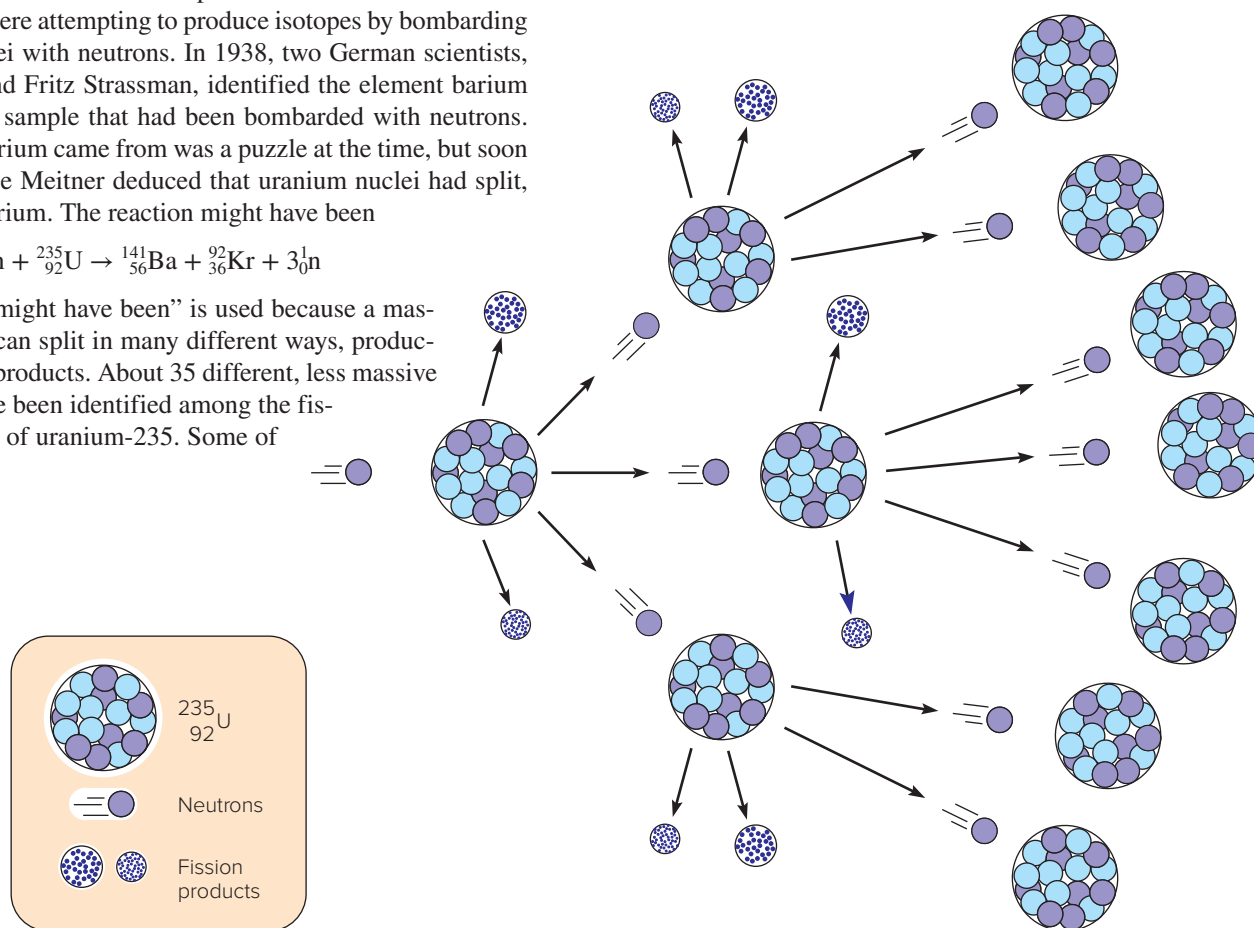 ere attempting to produce isotopes by bombarding
ei with neutrons. In 1938, two German scientists,
nd Fritz Strassman, identified the element barium
sample that had been bombarded with neutrons.
rium came from was a puzzle at the time, but soon
e Meitner deduced that uranium nuclei had split,
rium. The reaction might have been
n + ²³⁵₉₂U → ¹⁴¹₅₆Ba + ⁹²₃₆Kr + 3¹₀n
might have been” is used because a mas-
can split in many different ways, produc-
products. About 35 different, less massive
e been identified among the fis-
of uranium-235. Some of
²³⁵₉₂U
Neutrons
Fission
products